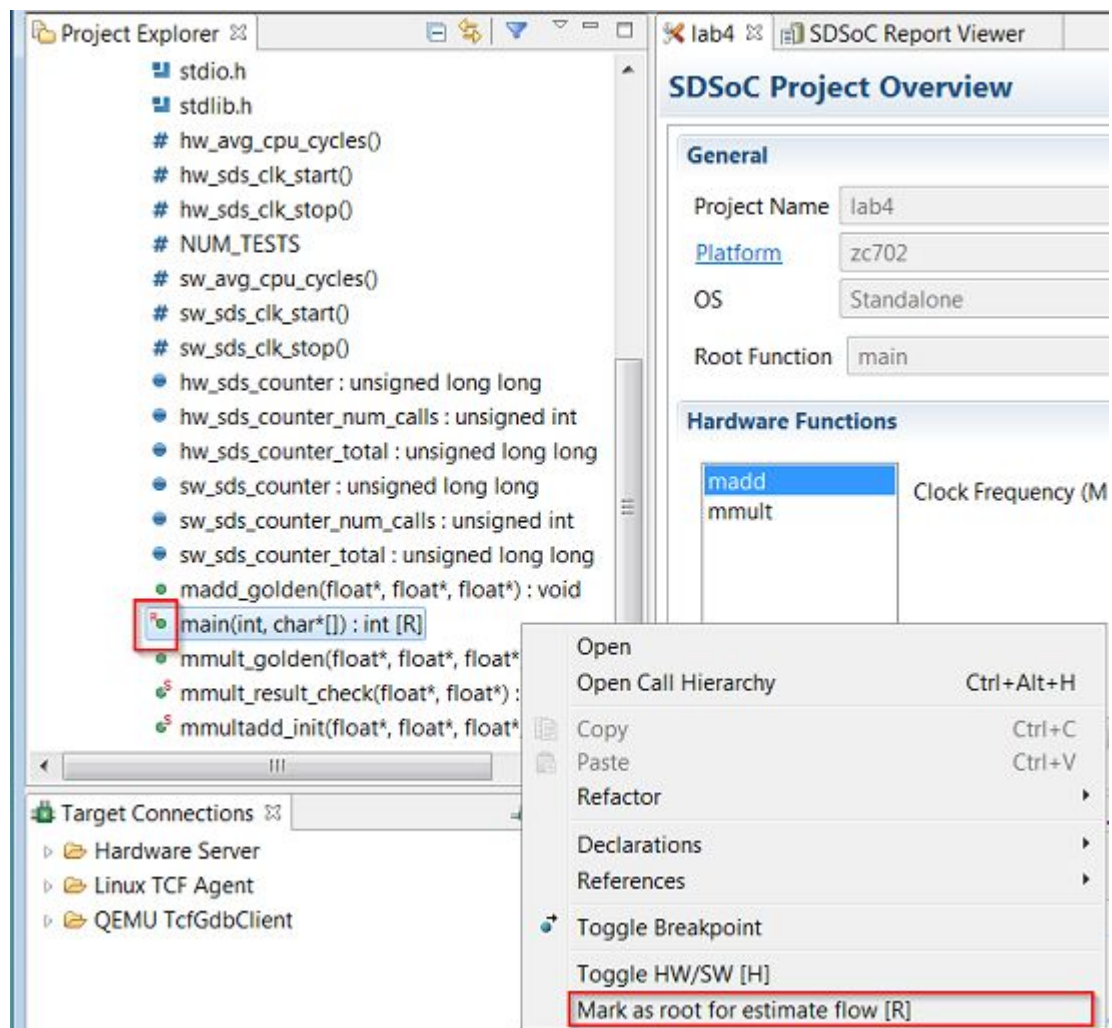 Project Explorer
stdio.h
stdlib.h
# hw_avg_cpu_cycles()
# hw_sds_clk_start()
# hw_sds_clk_stop()
# NUM_TESTS
# sw_avg_cpu_cycles()
# sw_sds_clk_start()
# sw_sds_clk_stop()
hw_sds_counter : unsigned long long
hw_sds_counter_num_calls : unsigned int
hw_sds_counter_total : unsigned long long
sw_sds_counter : unsigned long long
sw_sds_counter_num_calls : unsigned int
sw_sds_counter_total : unsigned long long
madd_golden(float*, float*, float*) : void
R main(int, char*[]) : int [R]
mmult_golden(float*, float*, float*
S mmult_result_check(float*, float*) :
S mmultadd_init(float*, float*, float*
Target Connections
Hardware Server
Linux TCF Agent
QEMU TcfGdbClient
lab4 SDSoC Report Viewer
SDSoC Project Overview
General
Project Name lab4
Platform zc702
OS Standalone
Root Function main
Hardware Functions
madd
mmult
Clock Frequency (M
Open
Open Call Hierarchy Ctrl+Alt+H
Copy Ctrl+C
Paste Ctrl+V
Refactor
Declarations
References
Toggle Breakpoint
Toggle HW/SW [H]
Mark as root for estimate flow [R]